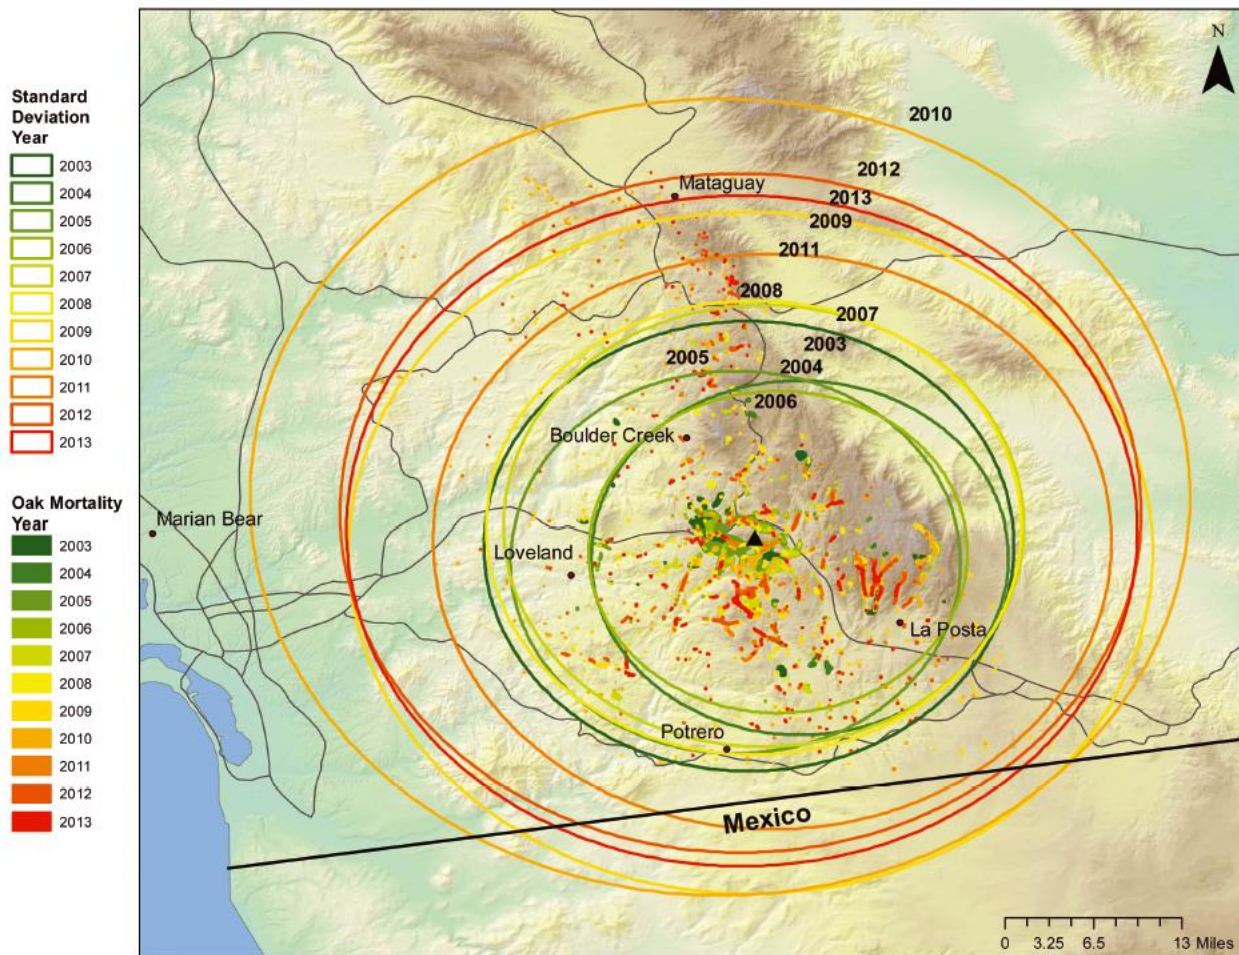 Standard
Deviation
Year
2003
2004
2005
2006
2007
2008
2009
2010
2011
2012
2013
Oak Mortality
Year
2003
2004
2005
2006
2007
2008
2009
2010
2011
2012
2013
N
2010
2012
Mataguay
2013
2009
2011
2008
2007
2003
2005
2004
2006
Boulder Creek
Marian Bear
Loveland
La Posta
Potrero
Mexico
0 3.25 6.5 13 Miles